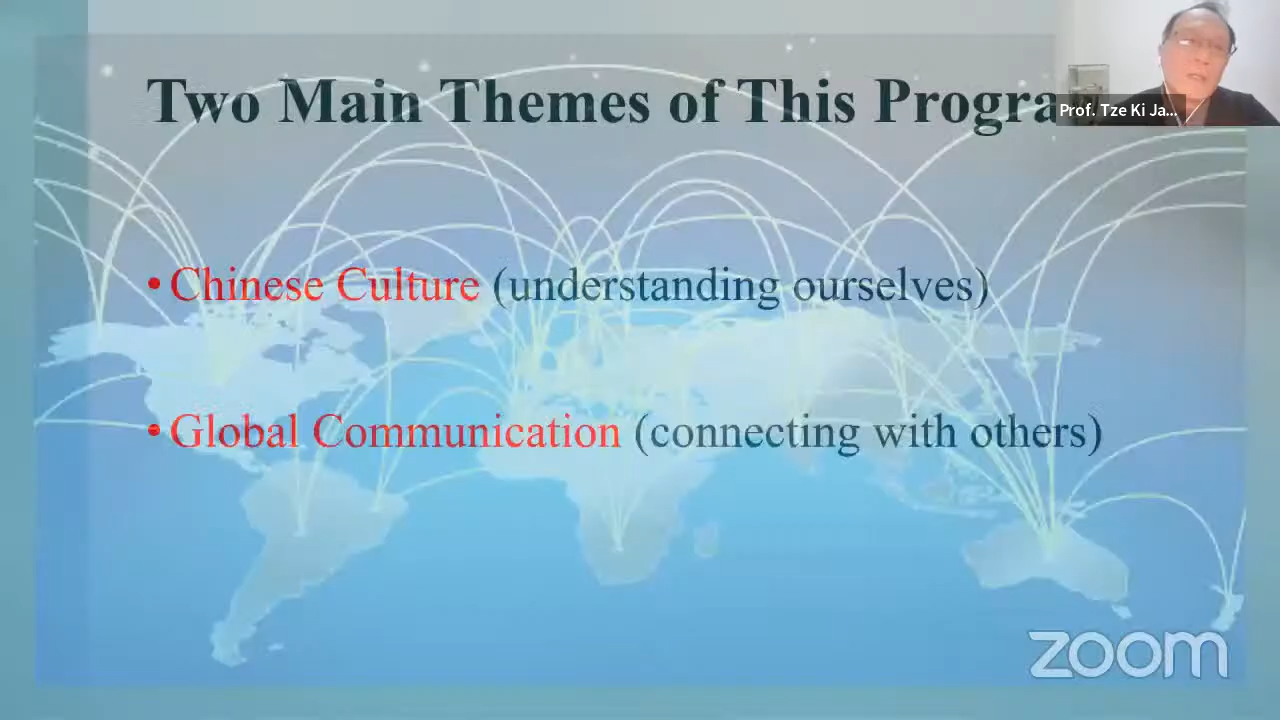 Two Main Themes of This Progra
Prof. Tze Ki Ja...
• Chinese Culture (understanding ourselves)
• Global Communication (connecting with others)
zoom